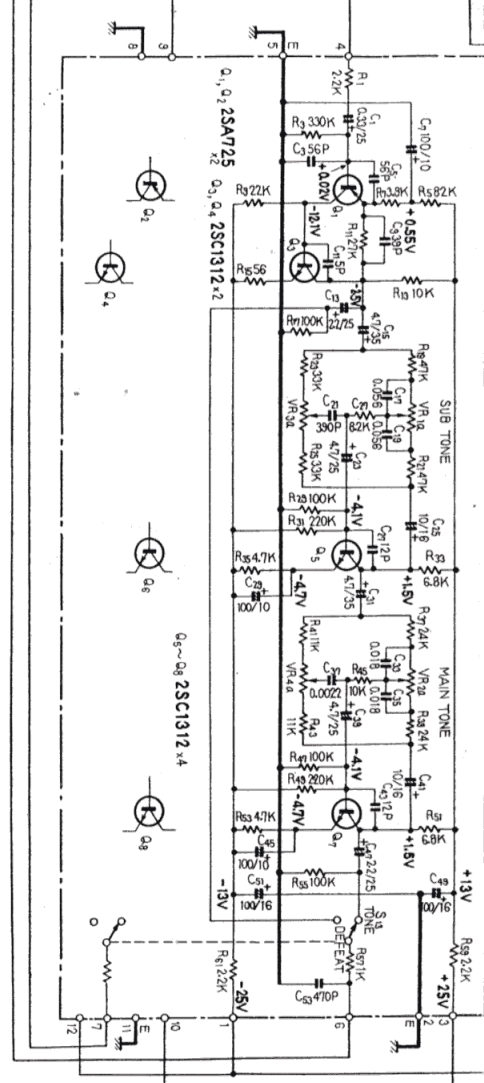 8
9
5
E
4
R1
2.2K
C1
0.33/25
C7 100/10
Q1, Q2 2SA725
x2
Q3, Q4 2SC1312 x2
R3 330K
C3 56P
+0.02V
C5
56P
R7 3.9K
R5 82K
R9 22K
Q1
+0.55V
Q2
-12.1V
R11 27K
C9 39P
Q3
C11 5P
R15 56
R13 10K
Q4
C13
22/25
R17 100K
C15
4.7/35
R23 33K
R19 47K
C17
0.056
SUB TONE
C21
390P
VR3a
C27
8.2K
VR1a
C19
0.056
C23
4.7/25
R25 33K
R21 47K
R29 100K
-4.1V
C25
10/16
R31 220K
C27 12P
R35 4.7K
Q5
R33
6.8K
Q6
C29
100/10
-4.7V
C31
4.7/35
+1.5V
R41 11K
R37 24K
Q5~Q8 2SC1312 x4
C33
0.018
MAIN TONE
C37
0.0022
VR4a
R45
10K
VR2a
C35
0.018
C39
4.7/25
R43
11K
R39 24K
R47 100K
-4.1V
C41
10/16
R49 220K
C43 12P
R53 4.7K
-4.7V
Q7
R51
6.8K
Q8
C45
100/10
+1.5V
C47 2.2/25
C51
100/16
R55 100K
-13V
C49
100/16
+13V
TONE
DEFEAT
R57 1K
R61 2.2K
R59 2.2K
-25V
C53 470P
+25V
12
7
11
E
10
1
6
E
2
3